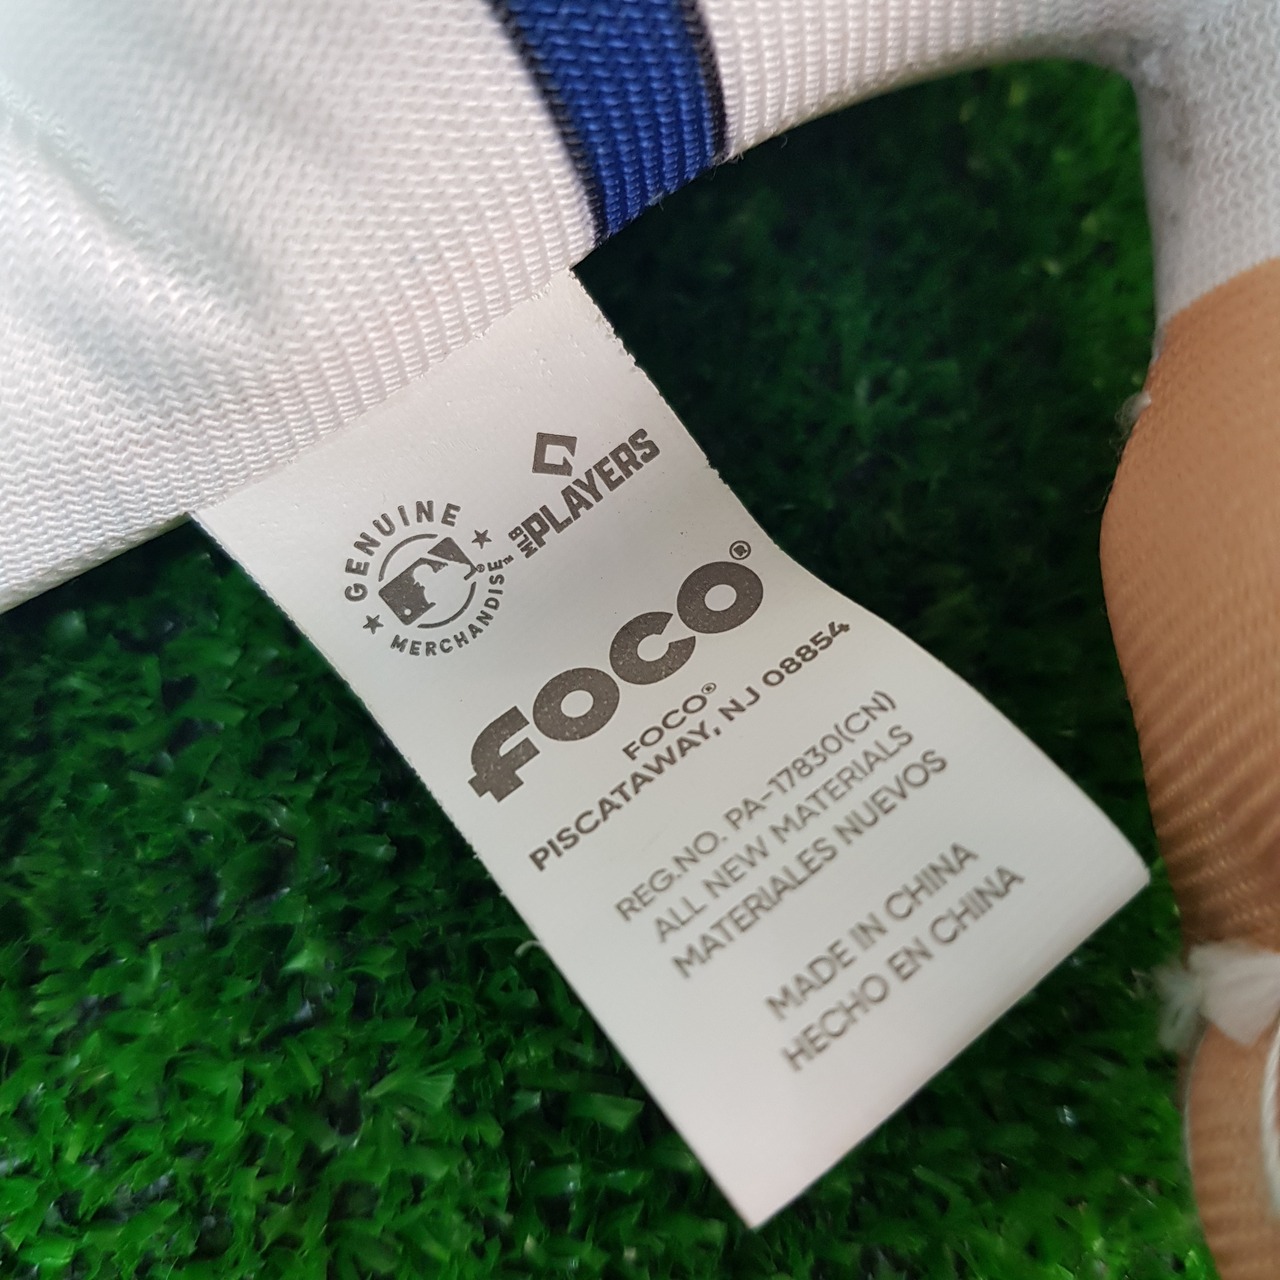 GENUINE
MERCHANDISE™
MLB PLAYERS
FOCO®
FOCO®
PISCATAWAY, NJ 08854
REG.NO. PA-17830(CN)
ALL NEW MATERIALS
MATERIALES NUEVOS
MADE IN CHINA
HECHO EN CHINA